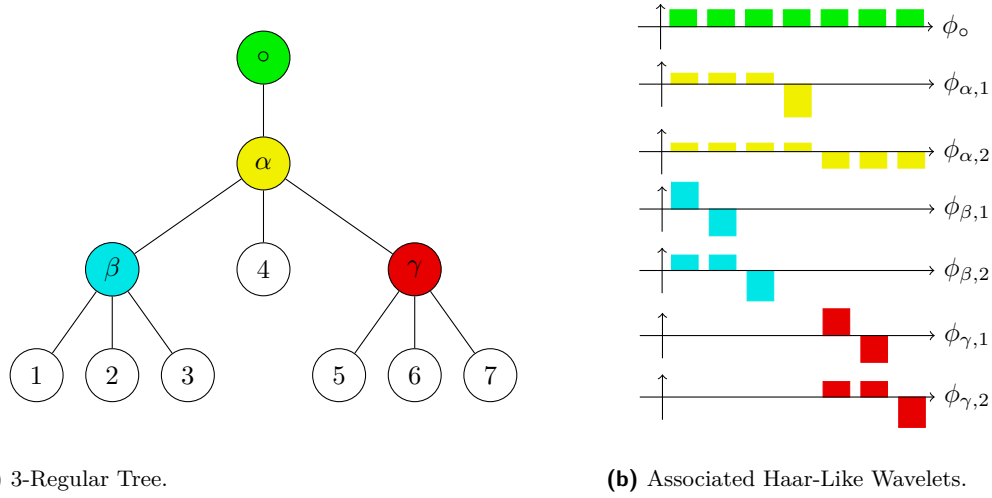 ∘
α
β
4
γ
1
2
3
5
6
7
) 3-Regular Tree.
ϕ∘
ϕα,1
ϕα,2
ϕβ,1
ϕβ,2
ϕγ,1
ϕγ,2
(b) Associated Haar-Like Wavelets.